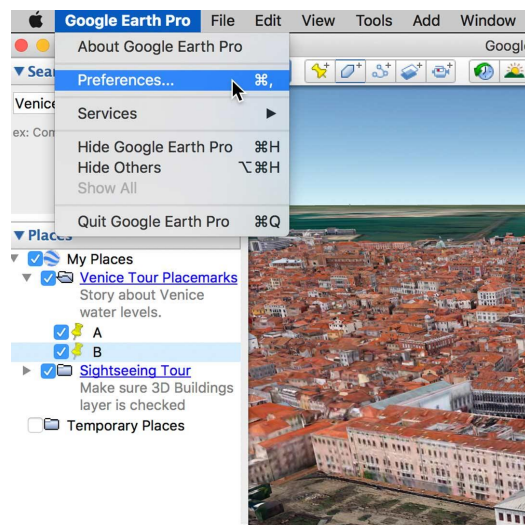 Google Earth Pro File Edit View Tools Add Window
About Google Earth Pro
Googl
Sear
Preferences... ⌘,
Venice
Services
ex: Con
Hide Google Earth Pro ⌘H
Hide Others ⌥⌘H
Show All
Quit Google Earth Pro ⌘Q
Places
My Places
Venice Tour Placemarks
Story about Venice
water levels.
A
B
Sightseeing Tour
Make sure 3D Buildings
layer is checked
Temporary Places